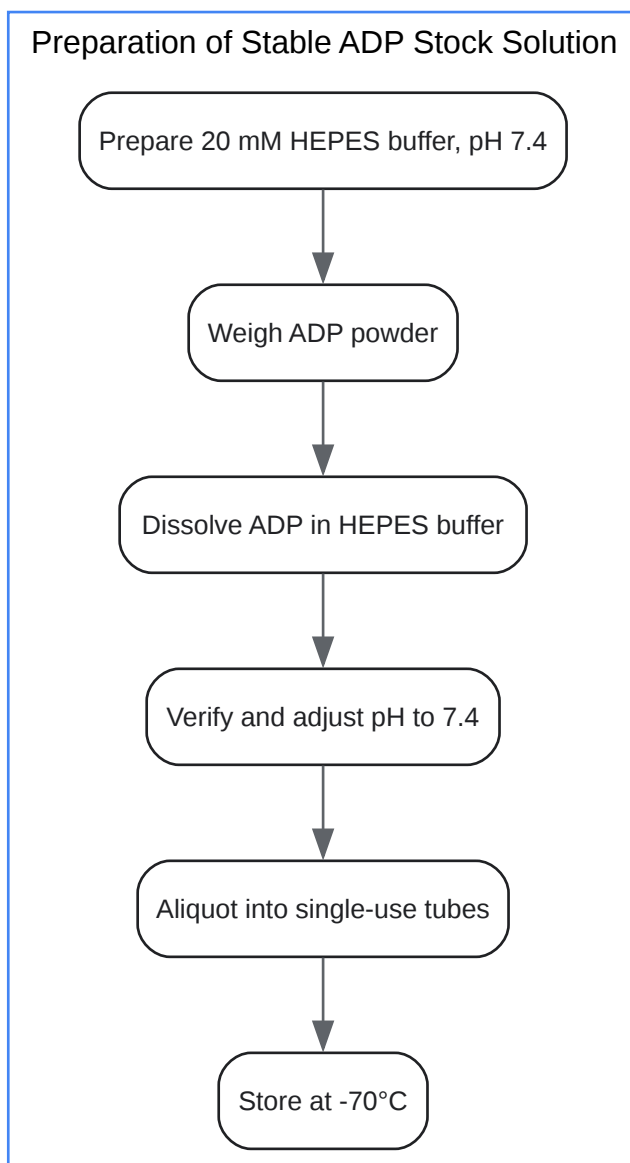 Preparation of Stable ADP Stock Solution
Prepare 20 mM HEPES buffer, pH 7.4
Weigh ADP powder
Dissolve ADP in HEPES buffer
Verify and adjust pH to 7.4
Aliquot into single-use tubes
Store at -70°C